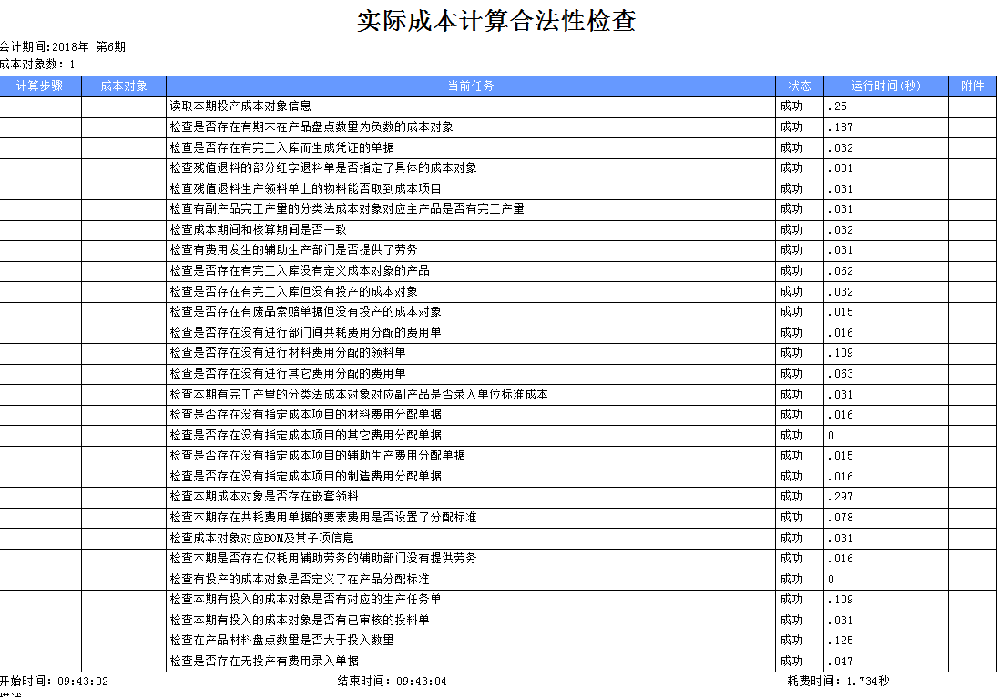 实际成本计算合法性检查
会计期间:2018年 第6期
成本对象数: 1
计算步骤 成本对象 当前任务 状态 运行时间(秒) 附件
读取本期投产成本对象信息 成功 .25
检查是否存在有期末在产品盘点数量为负数的成本对象 成功 .187
检查是否存在有完工入库而生成凭证的单据 成功 .032
检查残值退料的部分红字退料单是否指定了具体的成本对象 成功 .031
检查残值退料生产领料单上的物料能否取到成本项目 成功 .031
检查有副产品完工产量的分类法成本对象对应主产品是否有完工产量 成功 .031
检查成本期间和核算期间是否一致 成功 .032
检查有费用发生的辅助生产部门是否提供了劳务 成功 .031
检查是否存在有完工入库没有定义成本对象的产品 成功 .062
检查是否存在有完工入库但没有投产的成本对象 成功 .032
检查是否存在有废品索赔单据但没有投产的成本对象 成功 .015
检查是否存在没有进行部门间共耗费用分配的费用单 成功 .016
检查是否存在没有进行材料费用分配的领料单 成功 .109
检查是否存在没有进行其它费用分配的费用单 成功 .063
检查本期有完工产量的分类法成本对象对应副产品是否录入单位标准成本 成功 .031
检查是否存在没有指定成本项目的材料费用分配单据 成功 .016
检查是否存在没有指定成本项目的其它费用分配单据 成功 0
检查是否存在没有指定成本项目的辅助生产费用分配单据 成功 .015
检查是否存在没有指定成本项目的制造费用分配单据 成功 .016
检查本期成本对象是否存在嵌套领料 成功 .297
检查本期存在共耗费用单据的要素费用是否设置了分配标准 成功 .078
检查成本对象对应BOM及其子项信息 成功 .031
检查本期是否存在仅耗用辅助劳务的辅助部门没有提供劳务 成功 .016
检查有投产的成本对象是否定义了在产品分配标准 成功 0
检查本期有投入的成本对象是否有对应的生产任务单 成功 .109
检查本期有投入的成本对象是否有已审核的投料单 成功 .031
检查在产品材料盘点数量是否大于投入数量 成功 .125
检查是否存在无投产有费用录入单据 成功 .047
开始时间: 09:43:02 结束时间: 09:43:04 耗费时间: 1.734秒